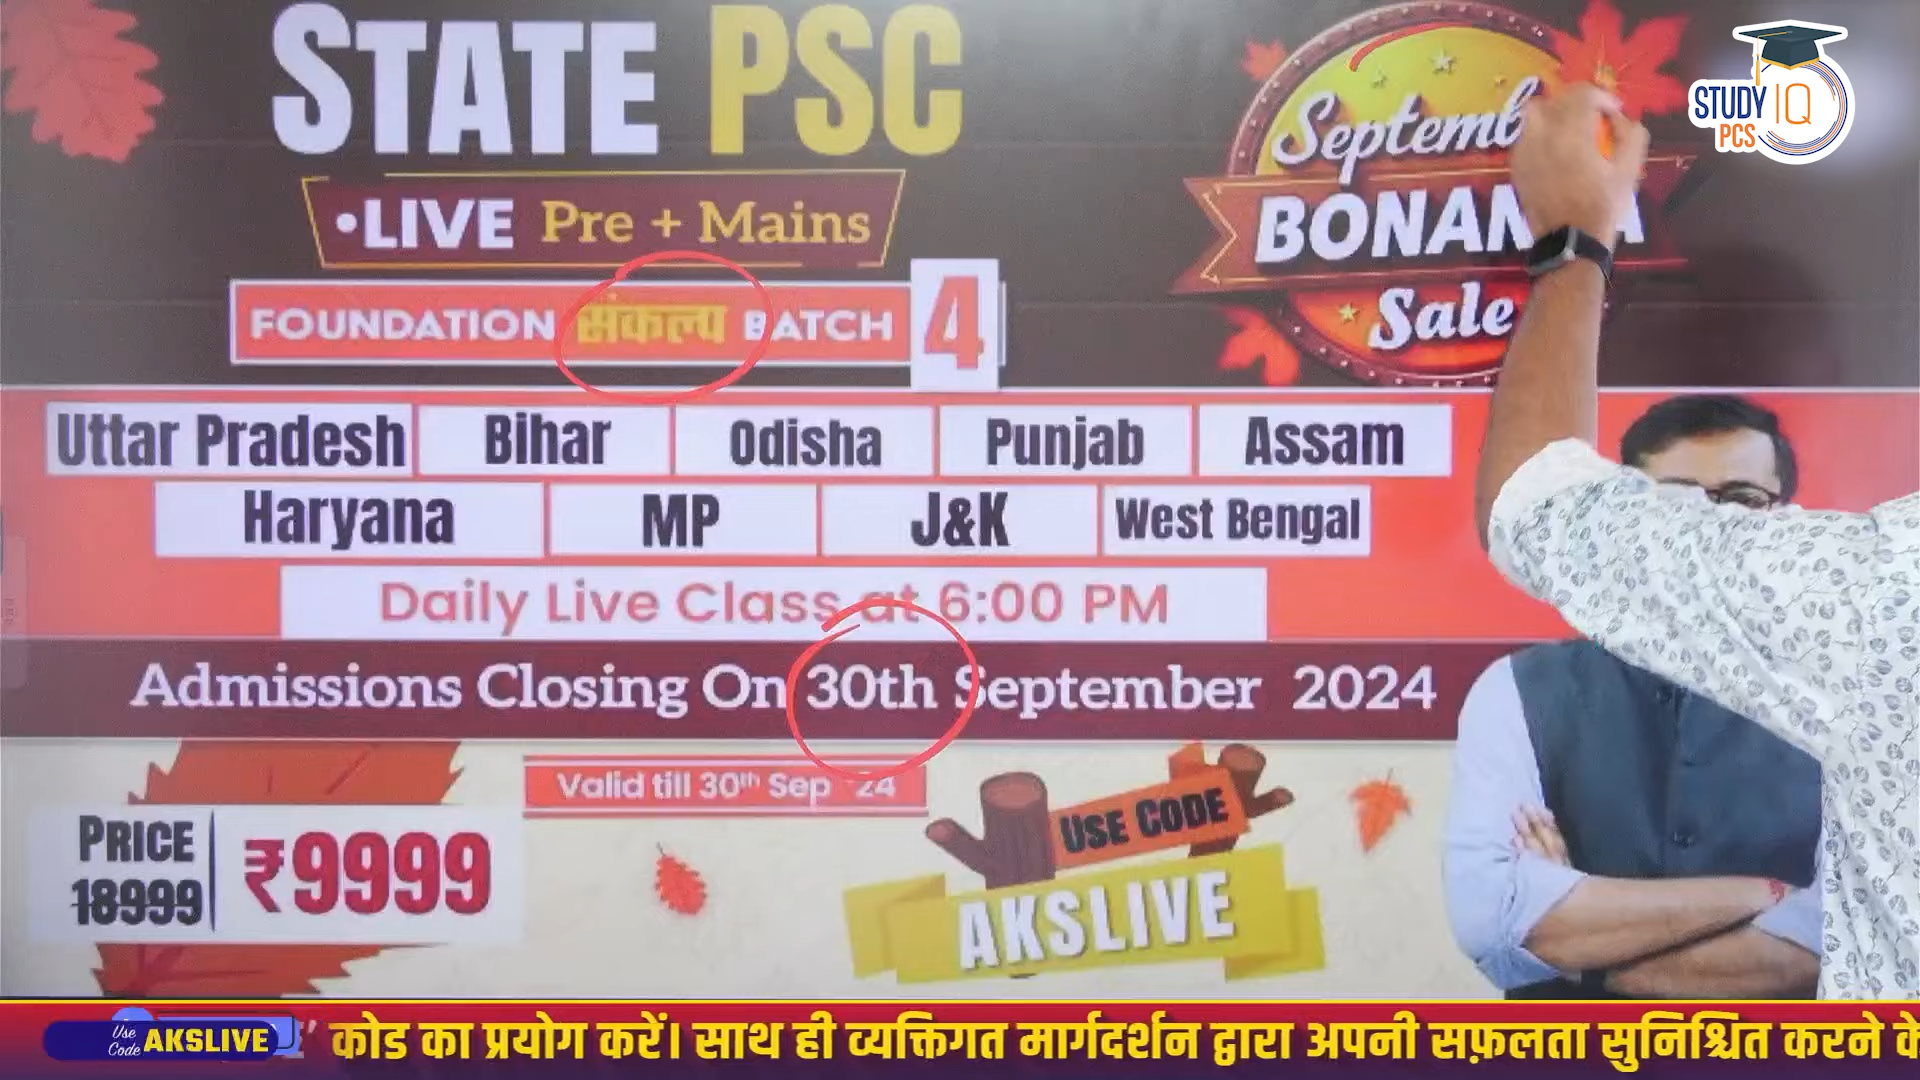 STATE PSC
•LIVE Pre + Mains
FOUNDATION संकल्प BATCH 4
September
BONANZA
Sale
STUDY IQ
PCS
Uttar Pradesh Bihar Odisha Punjab Assam
Haryana MP J&K West Bengal
Daily Live Class at 6:00 PM
Admissions Closing On 30th September 2024
Valid till 30th Sep '24
PRICE
18999
₹9999
USE CODE
AKSLIVE
Use Code AKSLIVE
कोड का प्रयोग करें। साथ ही व्यक्तिगत मार्गदर्शन द्वारा अपनी सफ़लता सुनिश्चित करने के